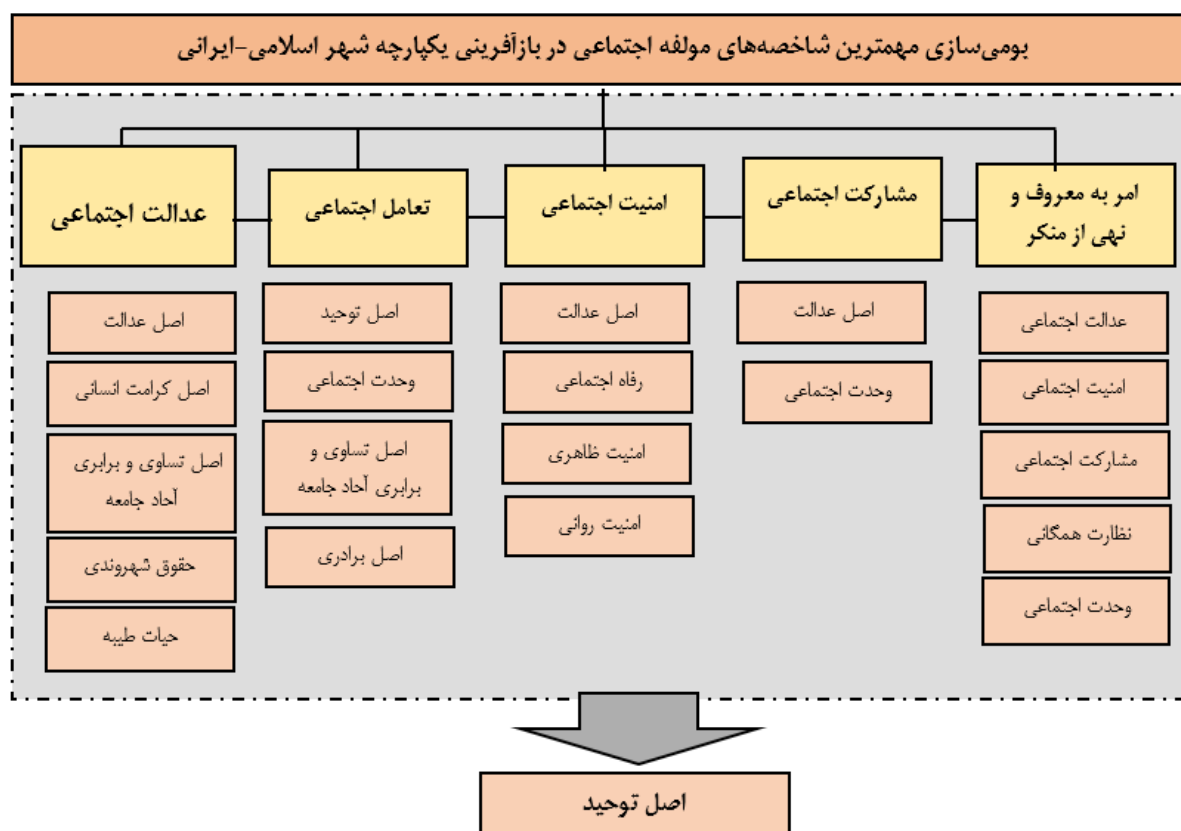 بومی‌سازی مهمترین شاخصه‌های مولفه اجتماعی در بازآفرینی یکپارچه شهر اسلامی-ایرانی
امر به معروف و
نهی از منکر
عدالت اجتماعی
امنیت اجتماعی
مشارکت اجتماعی
نظارت همگانی
وحدت اجتماعی
مشارکت اجتماعی
اصل عدالت
وحدت اجتماعی
امنیت اجتماعی
اصل عدالت
رفاه اجتماعی
امنیت ظاهری
امنیت روانی
تعامل اجتماعی
اصل توحید
وحدت اجتماعی
اصل تساوی و
برابری آحاد جامعه
اصل برادری
عدالت اجتماعی
اصل عدالت
اصل کرامت انسانی
اصل تساوی و برابری
آحاد جامعه
حقوق شهروندی
حیات طیبه
اصل توحید